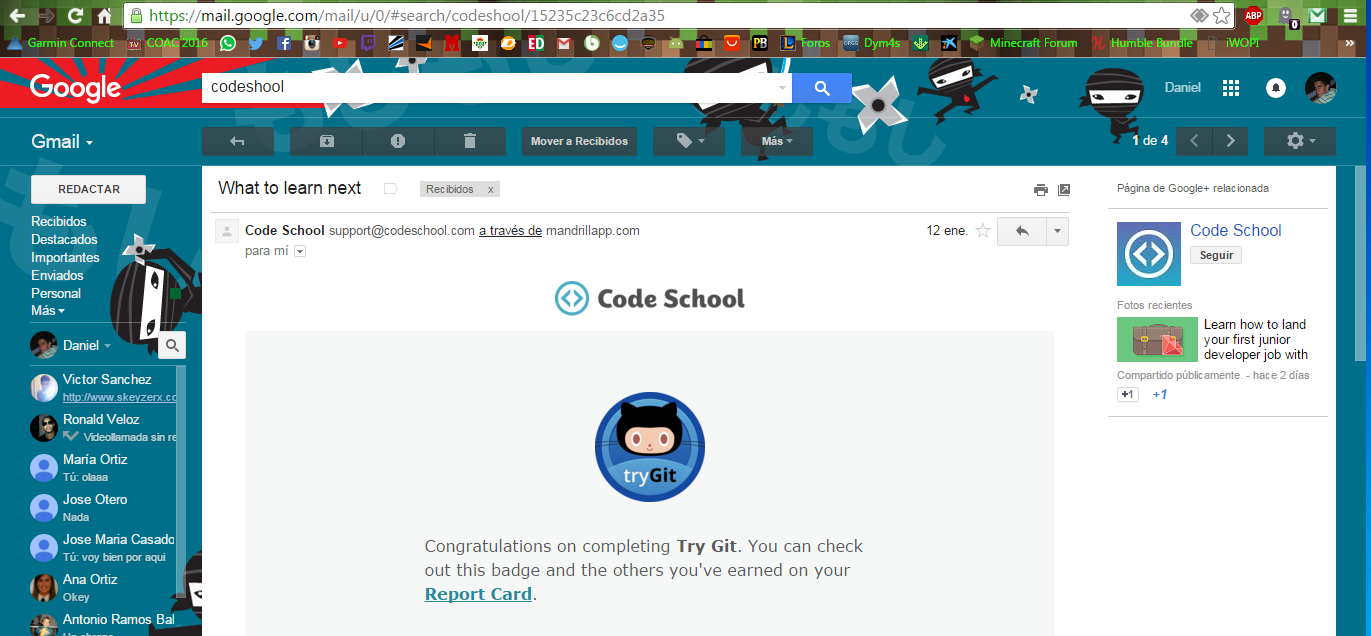 https://mail.google.com/mail/u/0/#search/codeshool/15235c23c6cd2a35
ABP
0
Garmin Connect
TV COAC 2016
ED
PB
L Foros
Dym4s
Minecraft Forum
Humble Bundle
iWOPI
»
Google
codeshool
Daniel
Gmail
Mover a Recibidos
Más
1 de 4
REDACTAR
Recibidos
Destacados
Importantes
Enviados
Personal
Más
Daniel
Victor Sanchez
http://www.skeyzerx.cc
Ronald Veloz
Videollamada sin re
María Ortiz
Tú: olaaa
Jose Otero
Nada
Jose Maria Casado
Tú: voy bien por aqui
Ana Ortiz
Okey
Antonio Ramos Bal
What to learn next
Recibidos x
Code School support@codeschool.com a través de mandrillapp.com
12 ene.
para mí
Code School
tryGit
Congratulations on completing Try Git. You can check
out this badge and the others you've earned on your
Report Card.
Página de Google+ relacionada
Code School
Seguir
Fotos recientes
Learn how to land
your first junior
developer job with
Compartido públicamente. - hace 2 días
+1
+1